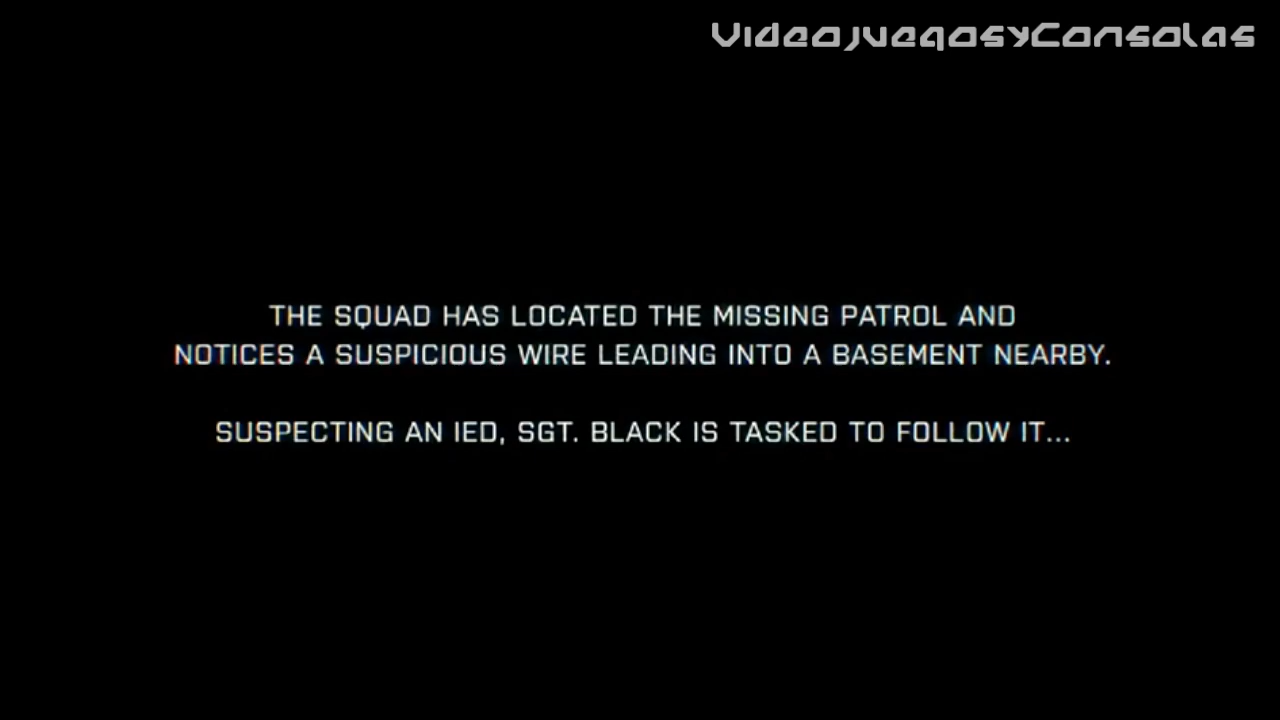 VideojuegosyConsolas
THE SQUAD HAS LOCATED THE MISSING PATROL AND
NOTICES A SUSPICIOUS WIRE LEADING INTO A BASEMENT NEARBY.
SUSPECTING AN IED, SGT. BLACK IS TASKED TO FOLLOW IT...